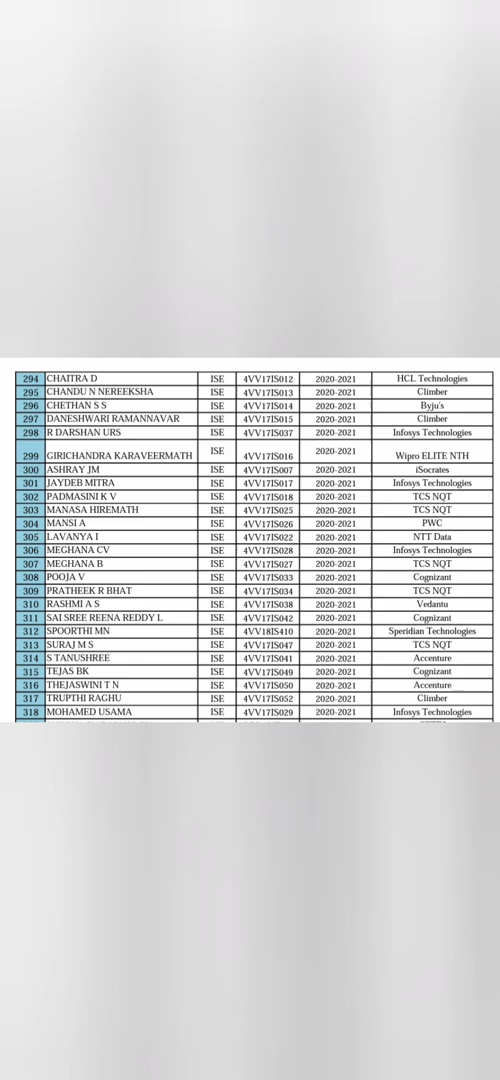 294 CHAITRA D ISE 4VV17IS012 2020-2021 HCL Technologies
295 CHANDU N NEREEKSHA ISE 4VV17IS013 2020-2021 Climber
296 CHETHAN S S ISE 4VV17IS014 2020-2021 Byju's
297 DANESHWARI RAMANNAVAR ISE 4VV17IS015 2020-2021 Climber
298 R DARSHAN URS ISE 4VV17IS037 2020-2021 Infosys Technologies
299 GIRICHANDRA KARAVEERMATH ISE 4VV17IS016 2020-2021 Wipro ELITE NTH
300 ASHRAY JM ISE 4VV17IS007 2020-2021 iSocrates
301 JAYDEB MITRA ISE 4VV17IS017 2020-2021 Infosys Technologies
302 PADMASINI K V ISE 4VV17IS018 2020-2021 TCS NQT
303 MANASA HIREMATH ISE 4VV17IS025 2020-2021 TCS NQT
304 MANSI A ISE 4VV17IS026 2020-2021 PWC
305 LAVANYA I ISE 4VV17IS022 2020-2021 NTT Data
306 MEGHANA CV ISE 4VV17IS028 2020-2021 Infosys Technologies
307 MEGHANA B ISE 4VV17IS027 2020-2021 TCS NQT
308 POOJA V ISE 4VV17IS033 2020-2021 Cognizant
309 PRATHEEK R BHAT ISE 4VV17IS034 2020-2021 TCS NQT
310 RASHMI A S ISE 4VV17IS038 2020-2021 Vedantu
311 SAI SREE REENA REDDY L ISE 4VV17IS042 2020-2021 Cognizant
312 SPOORTHI MN ISE 4VV18IS410 2020-2021 Speridian Technologies
313 SURAJ M S ISE 4VV17IS047 2020-2021 TCS NQT
314 S TANUSHREE ISE 4VV17IS041 2020-2021 Accenture
315 TEJAS BK ISE 4VV17IS049 2020-2021 Cognizant
316 THEJASWINI T N ISE 4VV17IS050 2020-2021 Accenture
317 TRUPTHI RAGHU ISE 4VV17IS052 2020-2021 Climber
318 MOHAMED USAMA ISE 4VV17IS029 2020-2021 Infosys Technologies